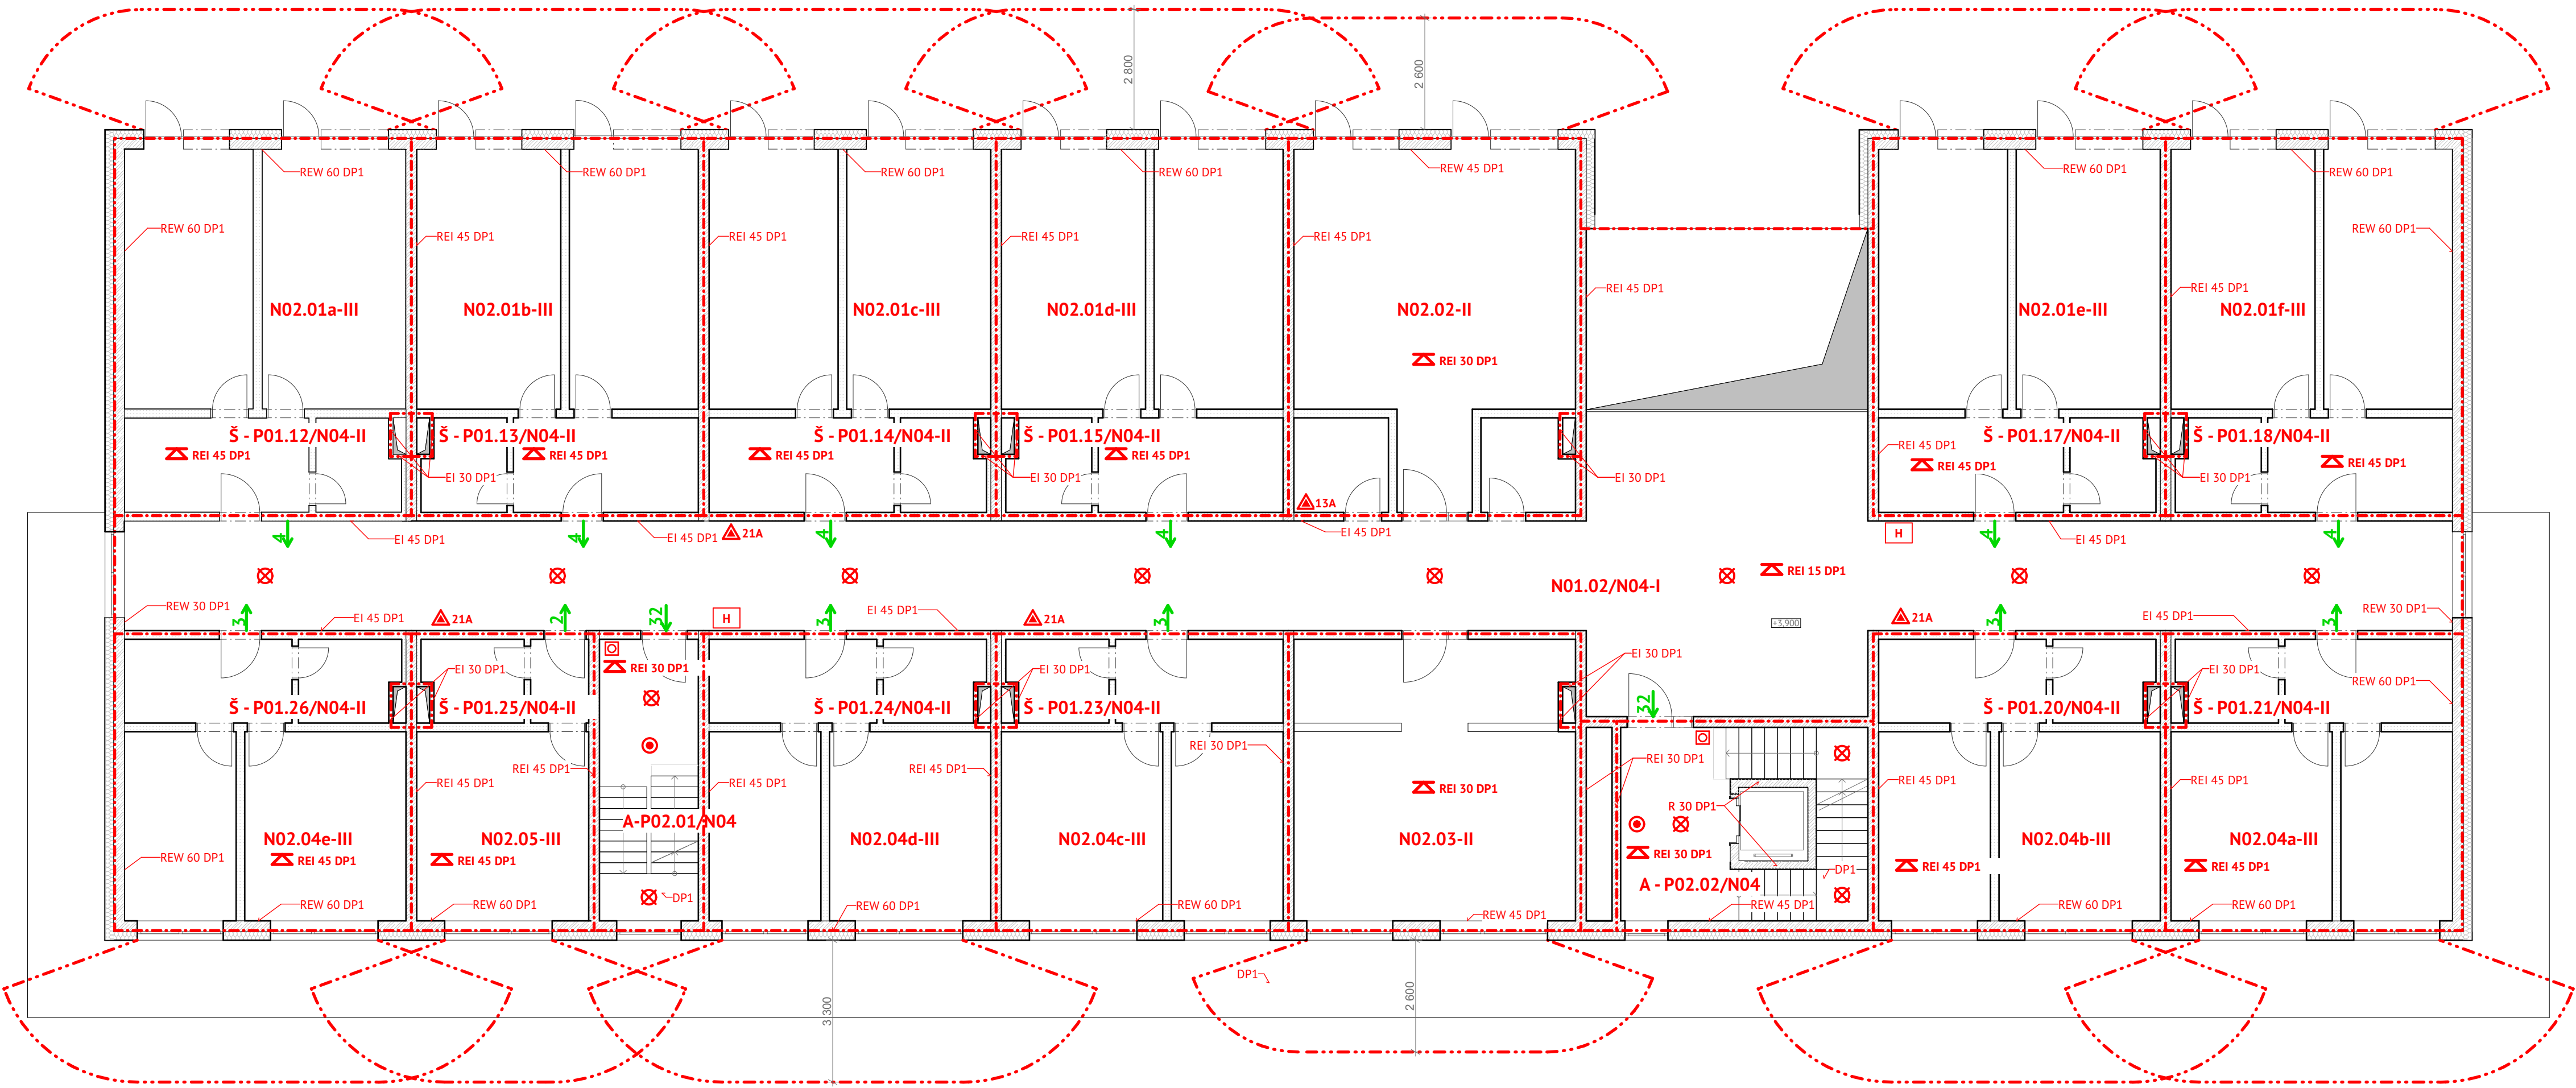 2 800
2 600
REW 60 DP1
REW 60 DP1
REW 60 DP1
REW 60 DP1
REW 45 DP1
REW 60 DP1
REW 60 DP1
REW 60 DP1
REI 45 DP1
REI 45 DP1
REI 45 DP1
REI 45 DP1
REW 60 DP1
REI 45 DP1
REI 45 DP1
N02.01a-III
N02.01b-III
N02.01c-III
N02.01d-III
N02.02-II
N02.01e-III
N02.01f-III
REI 30 DP1
Š - P01.12/N04-II
Š - P01.13/N04-II
Š - P01.14/N04-II
Š - P01.15/N04-II
Š - P01.17/N04-II
Š - P01.18/N04-II
REI 45 DP1
REI 45 DP1
REI 45 DP1
REI 45 DP1
REI 45 DP1
REI 45 DP1
REI 45 DP1
EI 30 DP1
EI 30 DP1
EI 30 DP1
EI 30 DP1
13A
4
EI 45 DP1
4
EI 45 DP1
21A
4
4
EI 45 DP1
H
4
EI 45 DP1
4
N01.02/N04-I
REI 15 DP1
REW 30 DP1
3
EI 45 DP1
21A
2
32
H
3
EI 45 DP1
21A
3
+3,900
21A
3
EI 45 DP1
3
REW 30 DP1
REI 30 DP1
EI 30 DP1
EI 30 DP1
EI 30 DP1
EI 30 DP1
REW 60 DP1
32
Š - P01.26/N04-II
Š - P01.25/N04-II
Š - P01.24/N04-II
Š - P01.23/N04-II
Š - P01.20/N04-II
Š - P01.21/N04-II
REI 30 DP1
REI 30 DP1
REI 45 DP1
REI 45 DP1
REI 45 DP1
REI 45 DP1
REI 45 DP1
REI 45 DP1
REI 30 DP1
R 30 DP1
A-P02.01/N04
N02.04e-III
N02.05-III
N02.04d-III
N02.04c-III
N02.03-II
N02.04b-III
N02.04a-III
REW 60 DP1
REI 45 DP1
REI 45 DP1
REI 30 DP1
REI 45 DP1
REI 45 DP1
DP1
A - P02.02/N04
DP1
REW 60 DP1
REW 60 DP1
REW 60 DP1
REW 60 DP1
REW 45 DP1
REW 45 DP1
REW 60 DP1
REW 60 DP1
DP1
3 300
2 600